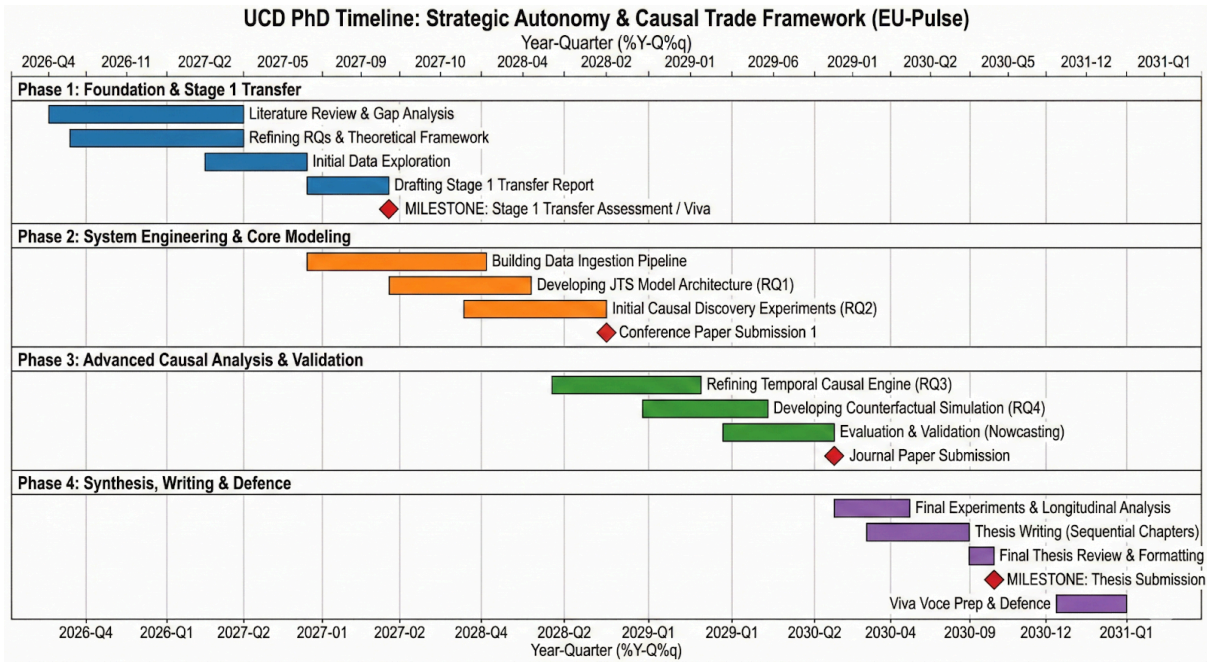 UCD PhD Timeline: Strategic Autonomy & Causal Trade Framework (EU-Pulse)
Year-Quarter (%Y-Q%q)
2026-Q4 2026-11 2027-Q2 2027-05 2027-09 2027-10 2028-04 2028-02 2029-01 2029-06 2029-01 2030-Q2 2030-Q5 2031-12 2031-Q1
Phase 1: Foundation & Stage 1 Transfer
Literature Review & Gap Analysis
Refining RQs & Theoretical Framework
Initial Data Exploration
Drafting Stage 1 Transfer Report
MILESTONE: Stage 1 Transfer Assessment / Viva
Phase 2: System Engineering & Core Modeling
Building Data Ingestion Pipeline
Developing JTS Model Architecture (RQ1)
Initial Causal Discovery Experiments (RQ2)
Conference Paper Submission 1
Phase 3: Advanced Causal Analysis & Validation
Refining Temporal Causal Engine (RQ3)
Developing Counterfactual Simulation (RQ4)
Evaluation & Validation (Nowcasting)
Journal Paper Submission
Phase 4: Synthesis, Writing & Defence
Final Experiments & Longitudinal Analysis
Thesis Writing (Sequential Chapters)
Final Thesis Review & Formatting
MILESTONE: Thesis Submission
Viva Voce Prep & Defence
2026-Q4 2026-Q1 2027-Q2 2027-01 2027-02 2028-04 2028-Q2 2029-Q1 2029-Q1 2030-Q2 2030-04 2030-09 2030-12 2031-Q1
Year-Quarter (%Y-Q%q)